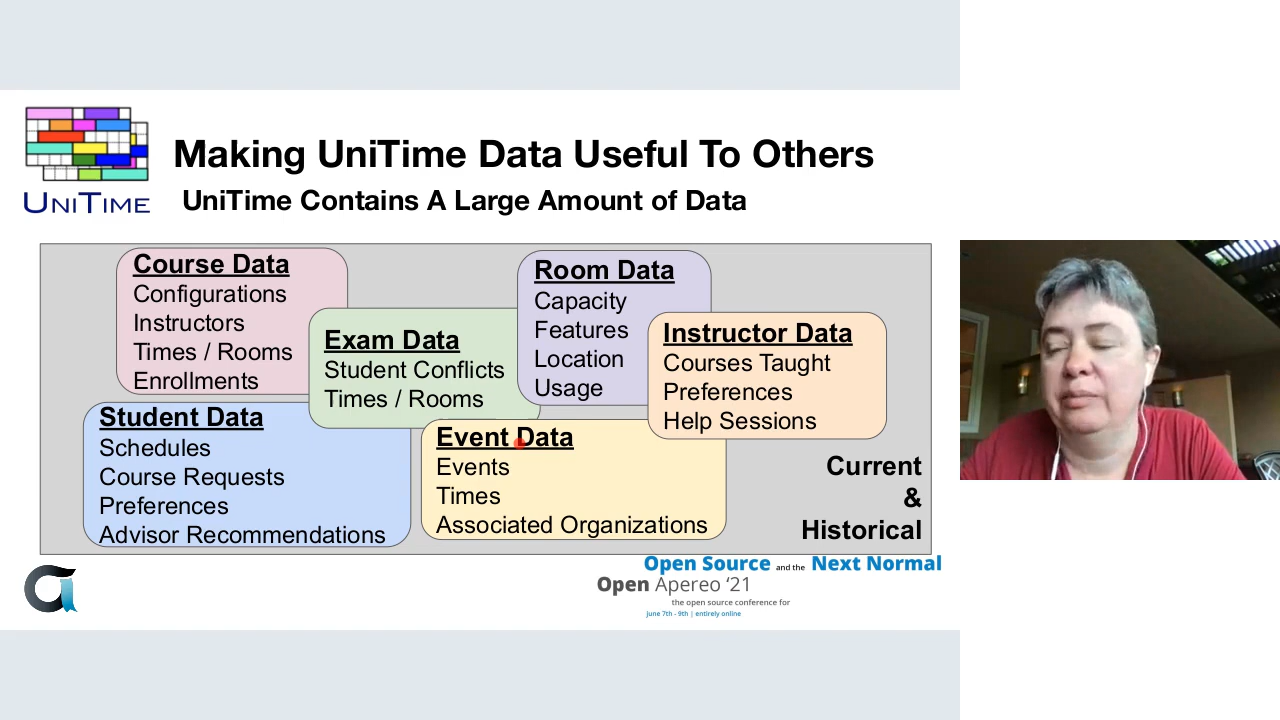 UNITIME
Making UniTime Data Useful To Others
UniTime Contains A Large Amount of Data
Course Data
Configurations
Instructors
Times / Rooms
Enrollments
Exam Data
Student Conflicts
Times / Rooms
Room Data
Capacity
Features
Location
Usage
Instructor Data
Courses Taught
Preferences
Help Sessions
Student Data
Schedules
Course Requests
Preferences
Advisor Recommendations
Event Data
Events
Times
Associated Organizations
Current
&
Historical
Open Source and the Next Normal
Open Apereo ‘21
the open source conference for
june 7th - 9th | entirely online